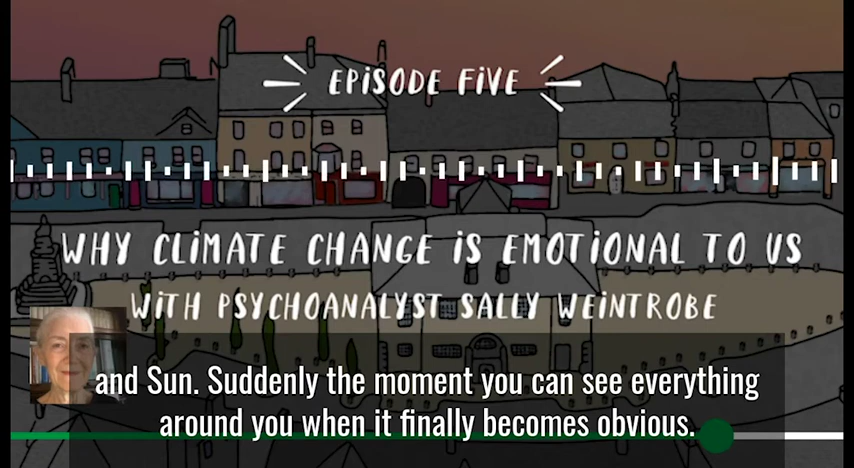 EPISODE FIVE
WHY CLIMATE CHANGE IS EMOTIONAL TO US
WITH PSYCHOANALYST SALLY WEINTROBE
and Sun. Suddenly the moment you can see everything
around you when it finally becomes obvious.